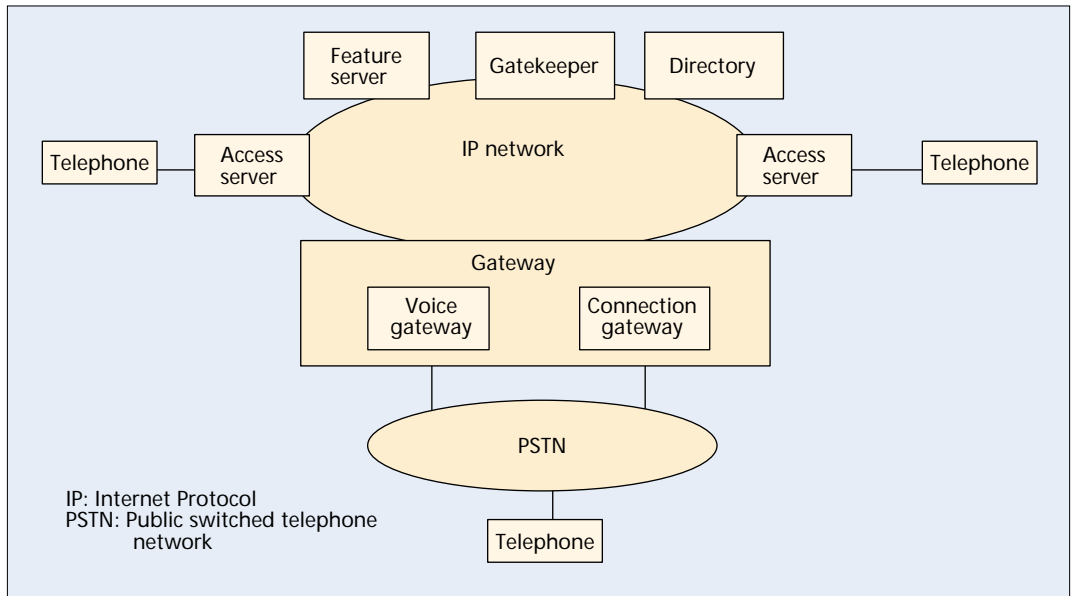 Feature
server
Gatekeeper
Directory
IP network
Telephone
Access
server
Access
server
Telephone
Gateway
Voice
gateway
Connection
gateway
PSTN
IP: Internet Protocol
PSTN: Public switched telephone
network
Telephone